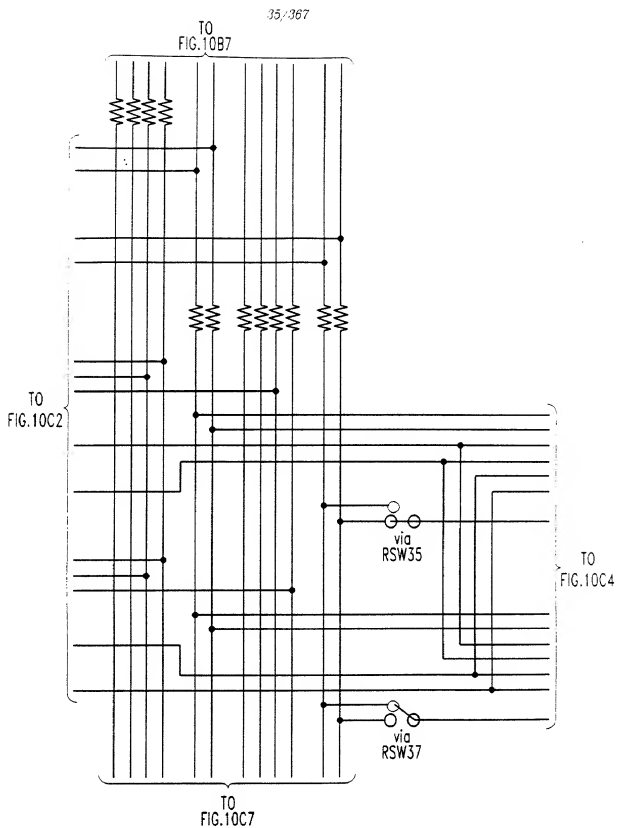 35/367
TO
FIG.10B7
TO
FIG.10C2
via
RSW35
TO
FIG.10C4
via
RSW37
TO
FIG.10C7